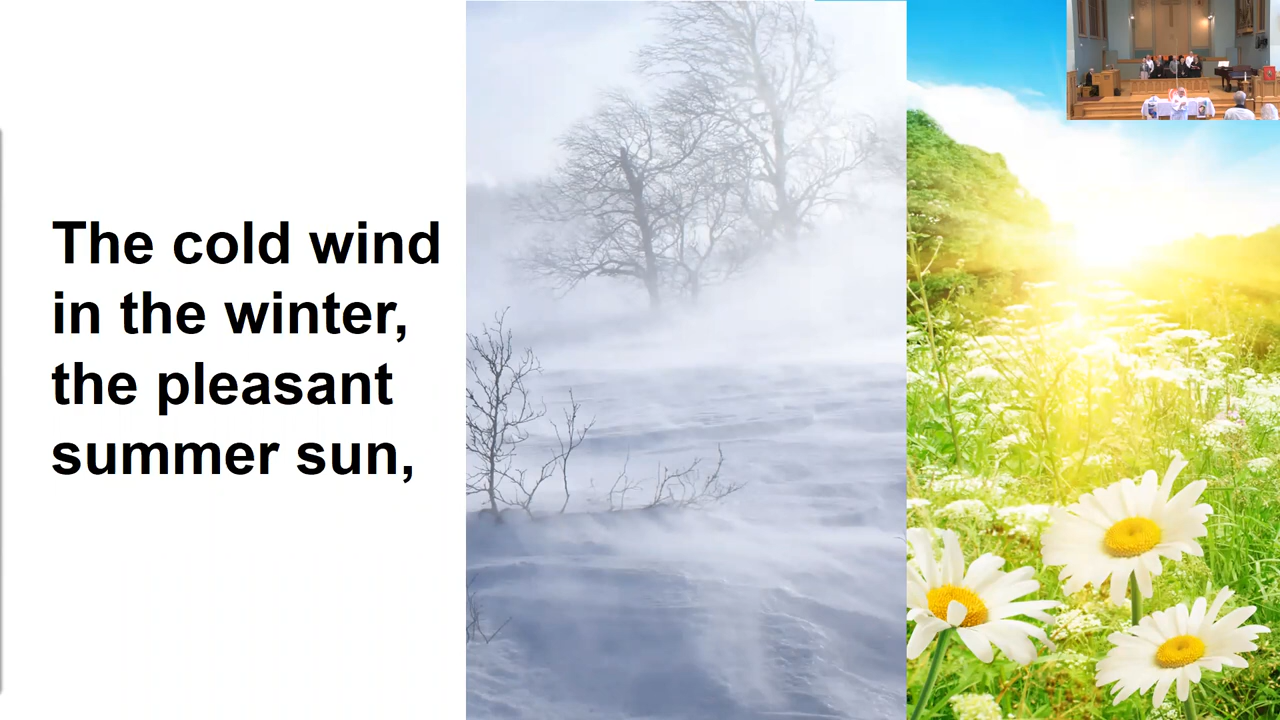 The cold wind
in the winter,
the pleasant
summer sun,